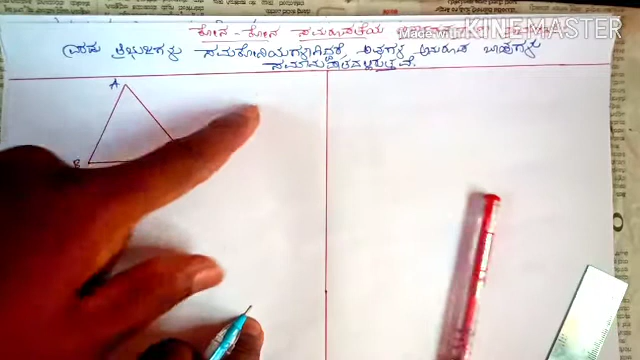 ಕೋನ - ಕೋನ ಸಮರೂಪತೆಯ
Made with KINEMASTER
ಎರಡು ತ್ರಿಭುಜಗಳು ಸಮಕೋನಿಯಗಳಾಗಿದ್ದರೆ, ಅವುಗಳ ಅನುರೂಪ ಬಾಹುಗಳು
ಸಮಾನುಪಾತದಲ್ಲಿರುತ್ತವೆ.
A
B